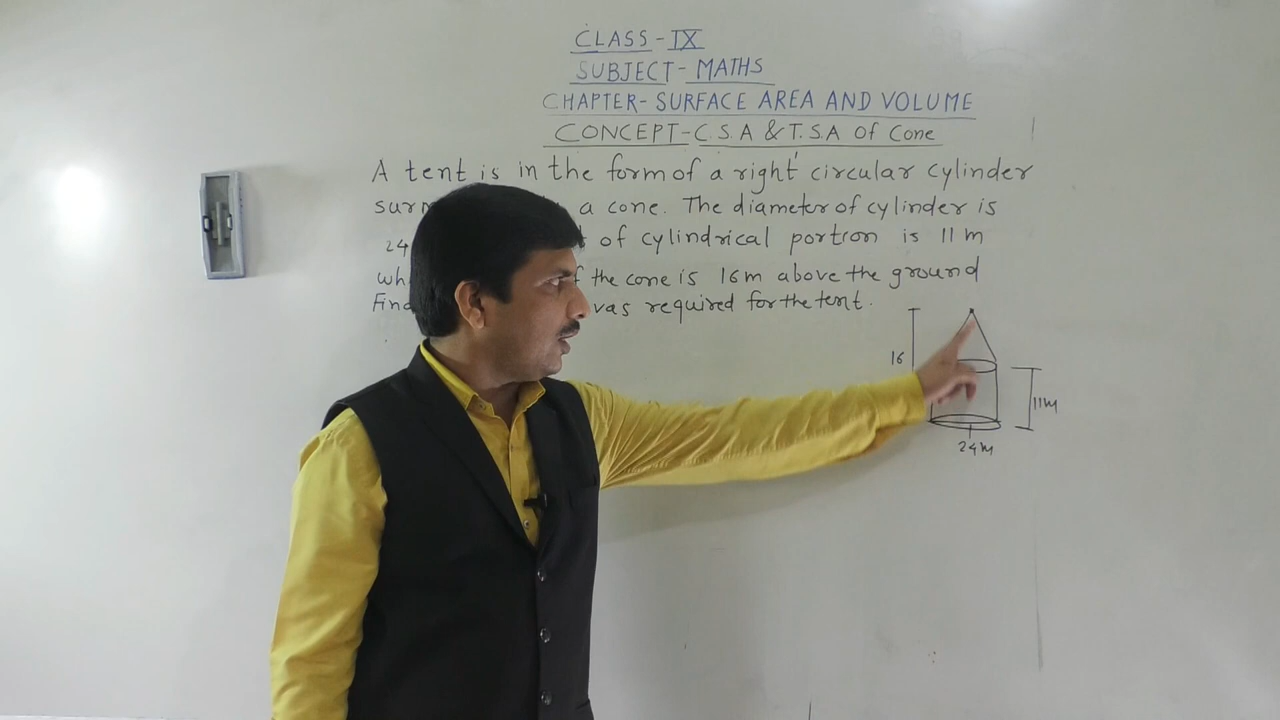 CLASS-IX
SUBJECT- MATHS
CHAPTER- SURFACE AREA AND VOLUME
CONCEPT-C.S.A & T.S.A Of Cone
A tent is in the form of a right circular cylinder
a cone. The diameter of cylinder is
24 of cylindrical portion is 11 m
the cone is 16m above the ground
required for the tent.
16
11m
24m